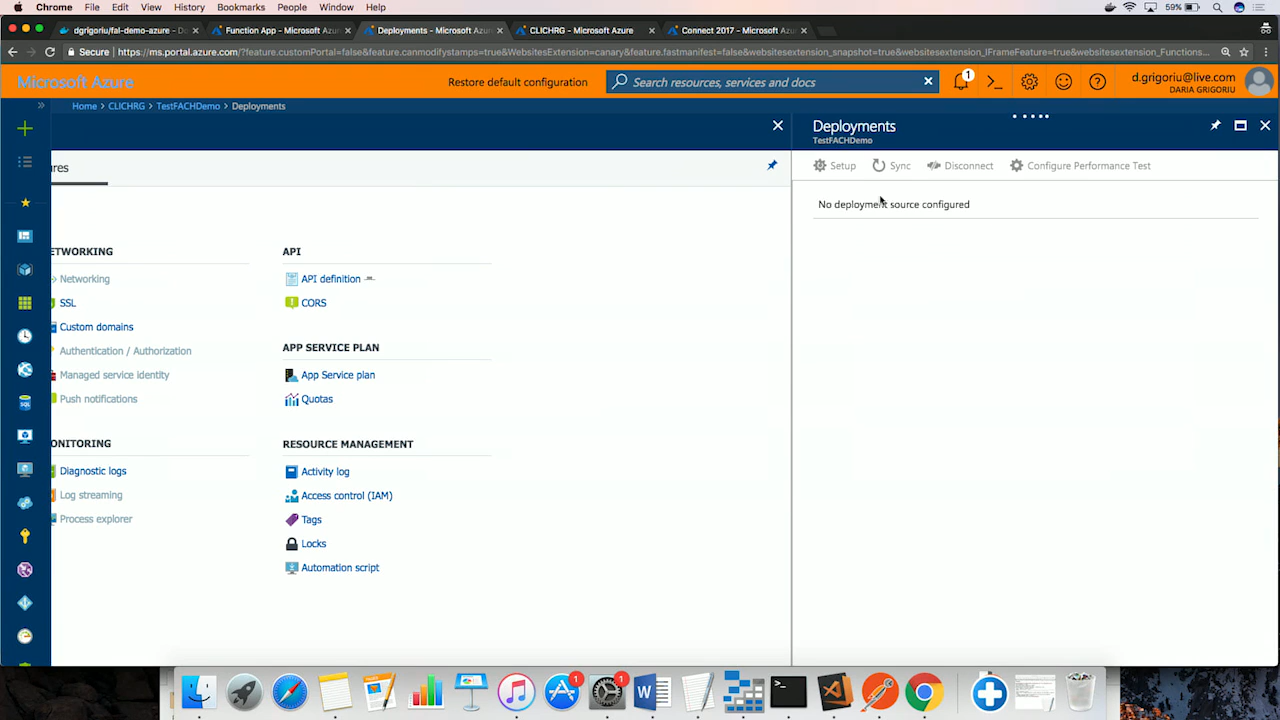 Chrome File Edit View History Bookmarks People Window Help 59%
dgrigoriu/fal-demo-azure - Do
Function App - Microsoft Azure
Deployments - Microsoft Azure
CLICHRG - Microsoft Azure
Connect 2017 - Microsoft Azure
Secure https://ms.portal.azure.com/?feature.customPortal=false&feature.canmodifystamps=true&WebsitesExtension=canary&feature.fastmanifest=false&websitesextension_snapshot=true&websitesextension_IFrameFeature=true&websitesextension_Functions...
Microsoft Azure
Restore default configuration
Search resources, services and docs
1
d.grigoriu@live.com
DARIA GRIGORIU
Home > CLICHRG > TestFACHDemo > Deployments
ures
ETWORKING
Networking
SSL
Custom domains
Authentication / Authorization
Managed service identity
Push notifications
ONITORING
Diagnostic logs
Log streaming
Process explorer
API
API definition
CORS
APP SERVICE PLAN
App Service plan
Quotas
RESOURCE MANAGEMENT
Activity log
Access control (IAM)
Tags
Locks
Automation script
Deployments
TestFACHDemo
Setup Sync Disconnect Configure Performance Test
No deployment source configured
SQL
1
1